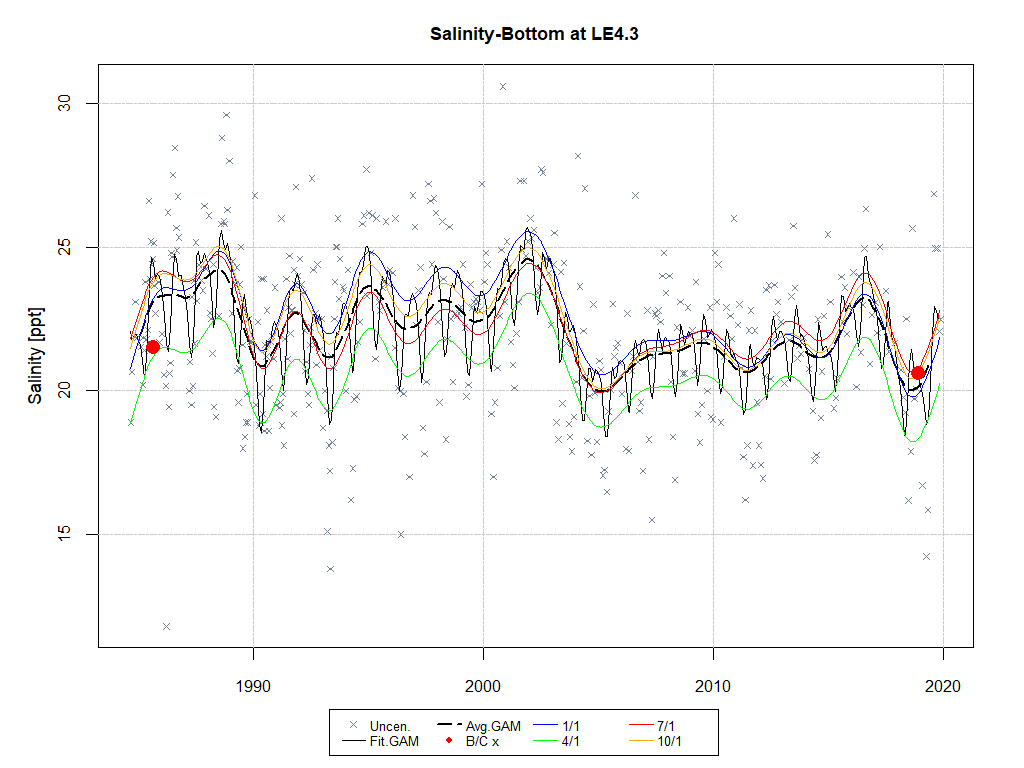 Salinity-Bottom at LE4.3
Salinity [ppt]
30
25
20
15
1990 2000 2010 2020
Uncen. Avg.GAM 1/1 7/1
Fit.GAM B/C x 4/1 10/1